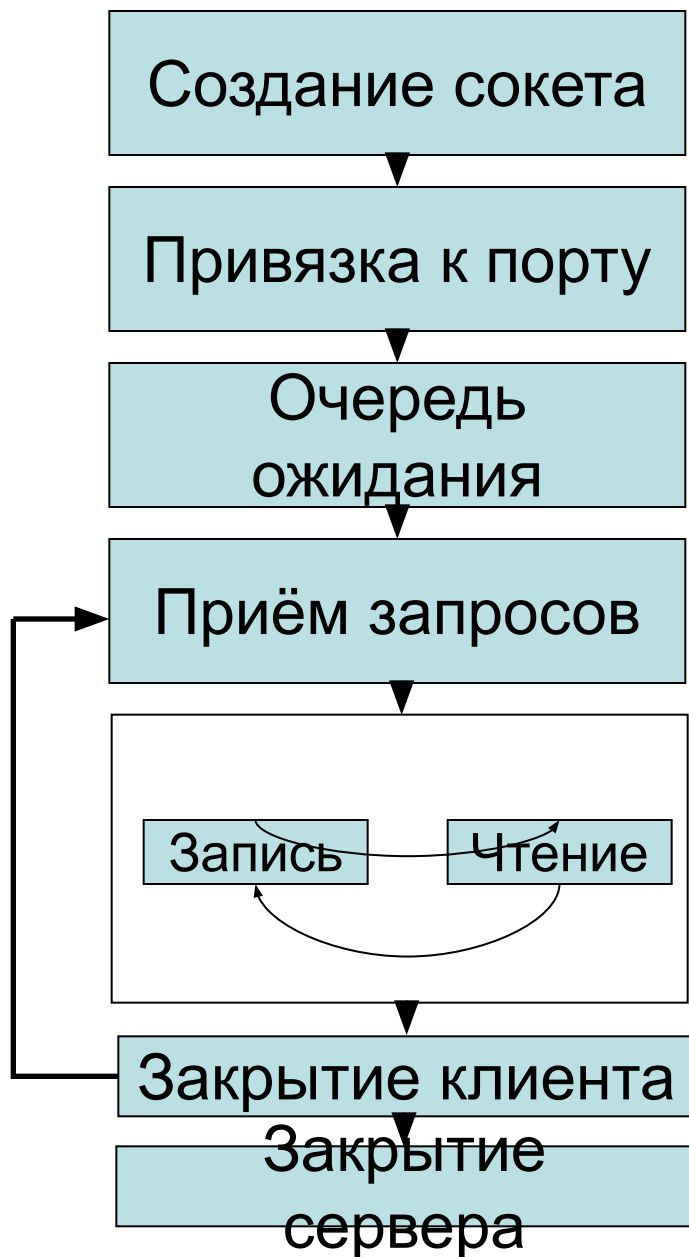 Создание сокета
Привязка к порту
Очередь
ожидания
Приём запросов
Запись
Чтение
Закрытие клиента
Закрытие
сервера